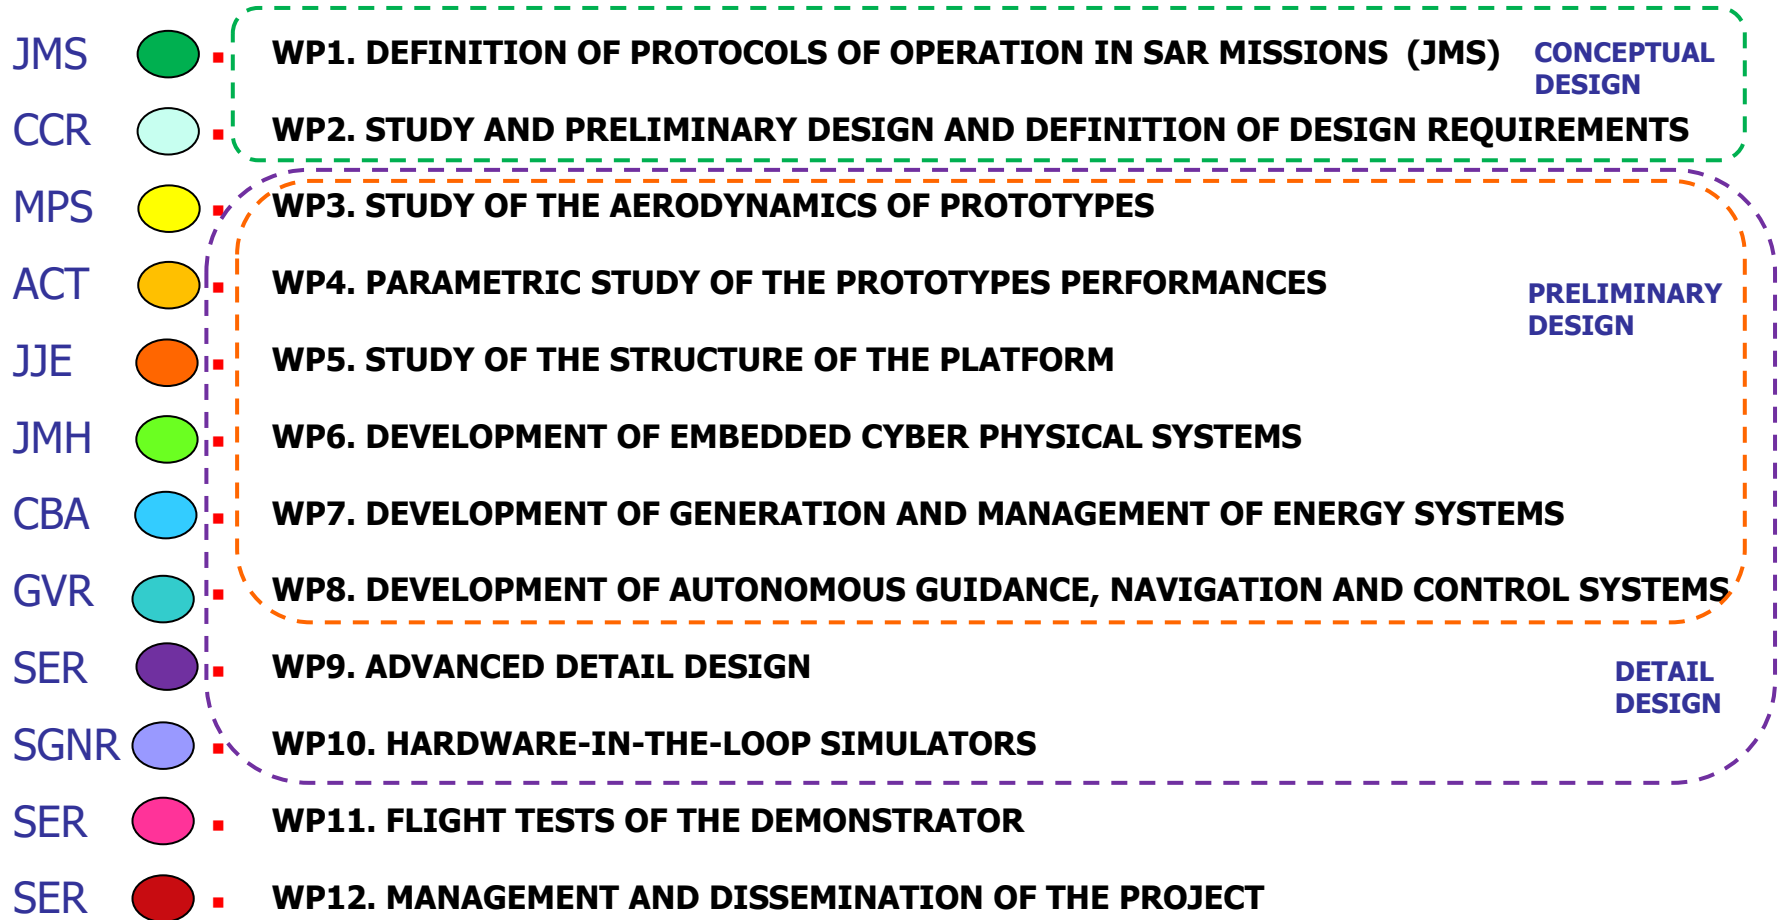 JMS WP1. DEFINITION OF PROTOCOLS OF OPERATION IN SAR MISSIONS (JMS) CONCEPTUAL
DESIGN
CCR WP2. STUDY AND PRELIMINARY DESIGN AND DEFINITION OF DESIGN REQUIREMENTS
MPS WP3. STUDY OF THE AERODYNAMICS OF PROTOTYPES
ACT WP4. PARAMETRIC STUDY OF THE PROTOTYPES PERFORMANCES PRELIMINARY
DESIGN
JJE WP5. STUDY OF THE STRUCTURE OF THE PLATFORM
JMH WP6. DEVELOPMENT OF EMBEDDED CYBER PHYSICAL SYSTEMS
CBA WP7. DEVELOPMENT OF GENERATION AND MANAGEMENT OF ENERGY SYSTEMS
GVR WP8. DEVELOPMENT OF AUTONOMOUS GUIDANCE, NAVIGATION AND CONTROL SYSTEMS
SER WP9. ADVANCED DETAIL DESIGN DETAIL
DESIGN
SGNR WP10. HARDWARE-IN-THE-LOOP SIMULATORS
SER WP11. FLIGHT TESTS OF THE DEMONSTRATOR
SER WP12. MANAGEMENT AND DISSEMINATION OF THE PROJECT